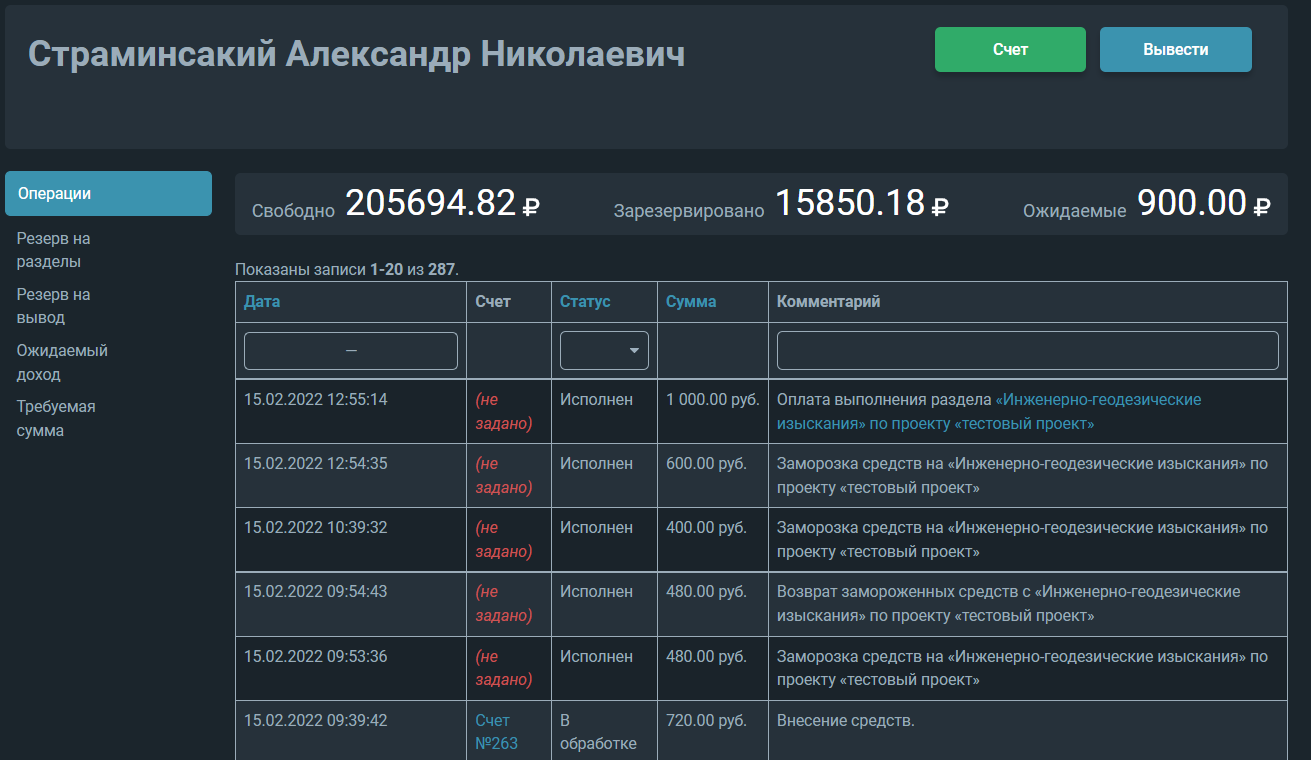 Страминсакий Александр Николаевич
Счет
Вывести
Операции
Резерв на
разделы
Резерв на
вывод
Ожидаемый
доход
Требуемая
сумма
Свободно 205694.82 ₽
Зарезервировано 15850.18 ₽
Ожидаемые 900.00 ₽
Показаны записи 1-20 из 287.
Дата Счет Статус Сумма Комментарий
—
15.02.2022 12:55:14 (не Исполнен 1 000.00 руб. Оплата выполнения раздела «Инженерно-геодезические
задано) изыскания» по проекту «тестовый проект»
15.02.2022 12:54:35 (не Исполнен 600.00 руб. Заморозка средств на «Инженерно-геодезические изыскания» по
задано) проекту «тестовый проект»
15.02.2022 10:39:32 (не Исполнен 400.00 руб. Заморозка средств на «Инженерно-геодезические изыскания» по
задано) проекту «тестовый проект»
15.02.2022 09:54:43 (не Исполнен 480.00 руб. Возврат замороженных средств с «Инженерно-геодезические
задано) изыскания» по проекту «тестовый проект»
15.02.2022 09:53:36 (не Исполнен 480.00 руб. Заморозка средств на «Инженерно-геодезические изыскания» по
задано) проекту «тестовый проект»
15.02.2022 09:39:42 Счет В 720.00 руб. Внесение средств.
№263 обработке